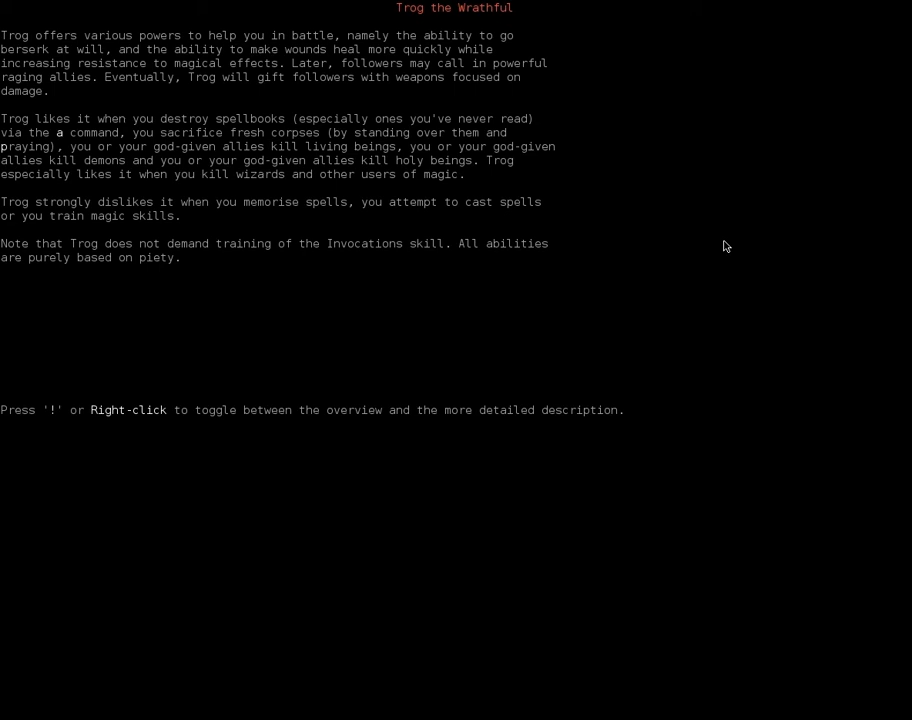 Trog the Wrathful
Trog offers various powers to help you in battle, namely the ability to go
berserk at will, and the ability to make wounds heal more quickly while
increasing resistance to magical effects. Later, followers may call in powerful
raging allies. Eventually, Trog will gift followers with weapons focused on
damage.
Trog likes it when you destroy spellbooks (especially ones you've never read)
via the a command, you sacrifice fresh corpses (by standing over them and
praying), you or your god-given allies kill living beings, you or your god-given
allies kill demons and you or your god-given allies kill holy beings. Trog
especially likes it when you kill wizards and other users of magic.
Trog strongly dislikes it when you memorise spells, you attempt to cast spells
or you train magic skills.
Note that Trog does not demand training of the Invocations skill. All abilities
are purely based on piety.
Press '!' or Right-click to toggle between the overview and the more detailed description.